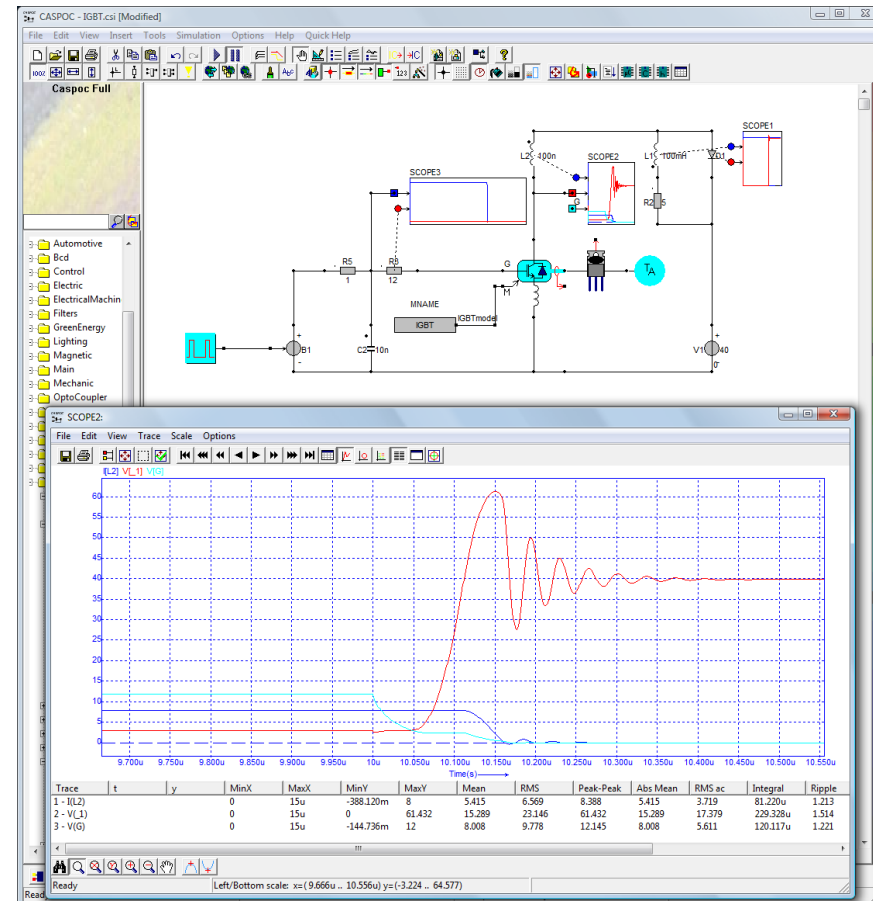 CASPOC - IGBT.csi [Modified]
File Edit View Insert Tools Simulation Options Help Quick Help
100%
123
Caspoc Full
Automotive
Bcd
Control
Electric
ElectricalMachin
Filters
GreenEnergy
Lighting
Magnetic
Main
Mechanic
OptoCoupler
SCOPE1
L2 400n
SCOPE2
L1 100mH
D1
SCOPE3
G
R2 5
R5
1
R3
12
G
M
TA
MNAME
IGBT
IGBTmodel
B1
C2 10n
V1 40
SCOPE2:
File Edit View Trace Scale Options
I[L2] V[_1] V[G]
60
55
50
45
40
35
30
25
20
15
10
5
0
9.700u 9.750u 9.800u 9.850u 9.900u 9.950u 10 10.050u 10.100u 10.150u 10.200u 10.250u 10.300u 10.350u 10.400u 10.450u 10.500u 10.550u
Time(s)
Trace t y MinX MaxX MinY MaxY Mean RMS Peak-Peak Abs Mean RMS ac Integral Ripple
1 - I(L2) 0 15u -388.120m 8 5.415 6.569 8.388 5.415 3.719 81.220u 1.213
2 - V(_1) 0 15u 0 61.432 15.289 23.146 61.432 15.289 17.379 229.328u 1.514
3 - V(G) 0 15u -144.736m 12 8.008 9.778 12.145 8.008 5.611 120.117u 1.221
Ready Left/Bottom scale: x=( 9.666u .. 10.556u) y=(-3.224 .. 64.577)